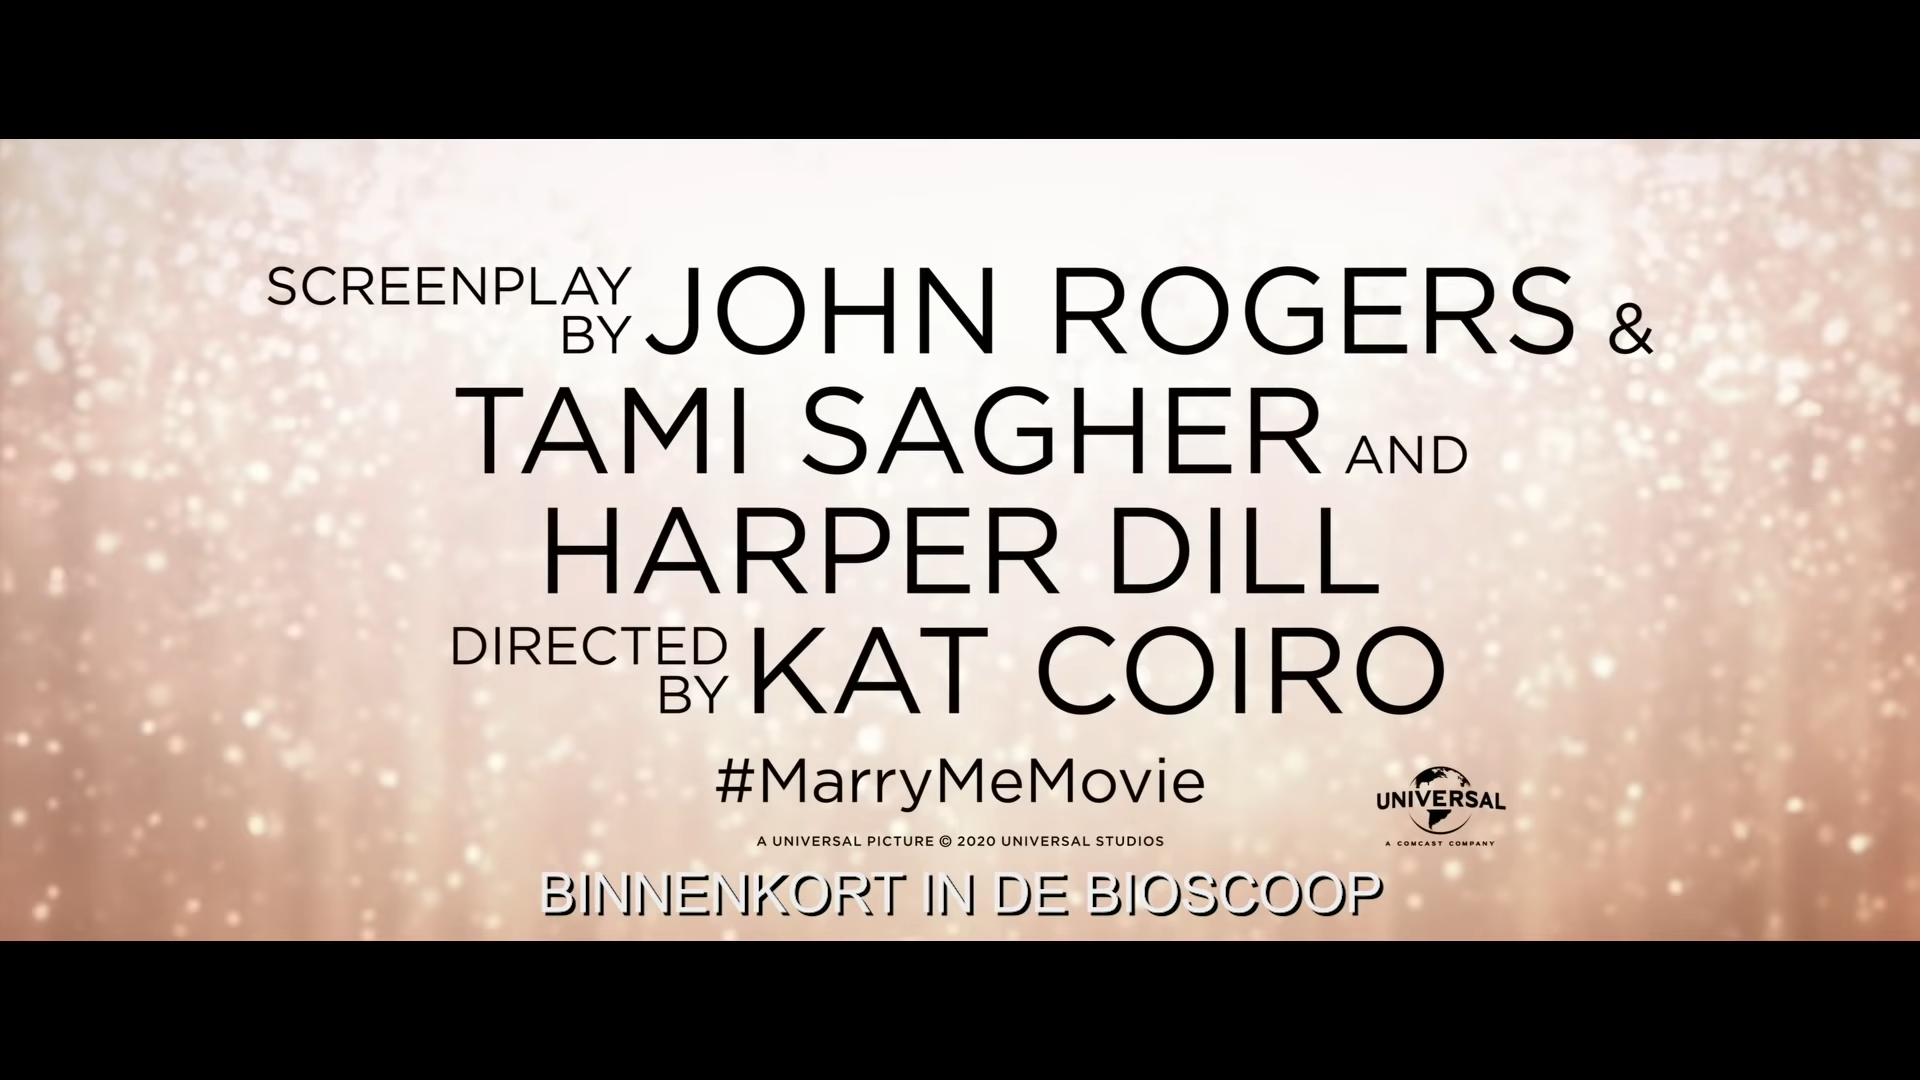 SCREENPLAY BY JOHN ROGERS &
TAMI SAGHER AND
HARPER DILL
DIRECTED BY KAT COIRO
#MarryMeMovie
UNIVERSAL
A COMCAST COMPANY
A UNIVERSAL PICTURE © 2020 UNIVERSAL STUDIOS
BINNENKORT IN DE BIOSCOOP